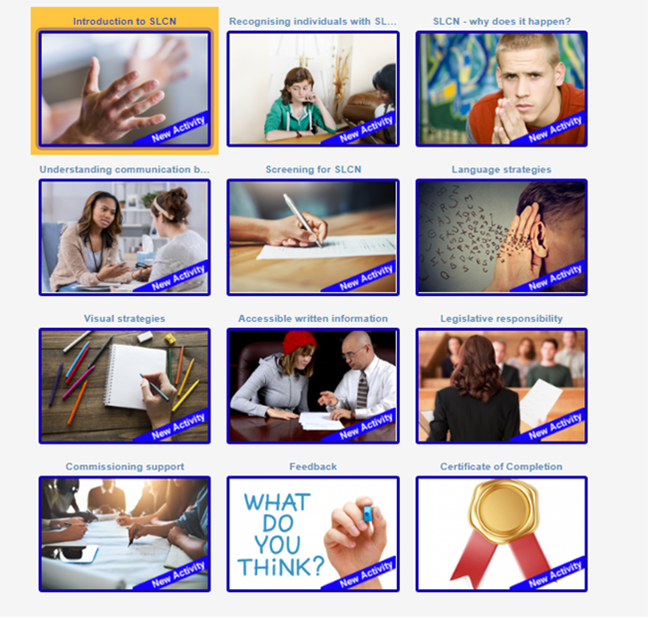 Introduction to SLCN
Recognising individuals with SL...
SLCN - why does it happen?
New Activity
New Activity
New Activity
Understanding communication b...
Screening for SLCN
Language strategies
New Activity
New Activity
New Activity
Visual strategies
Accessible written information
Legislative responsibility
New Activity
New Activity
New Activity
Commissioning support
Feedback
Certificate of Completion
WHAT
DO
YOU
THiNK?
New Activity
New Activity
New Activity